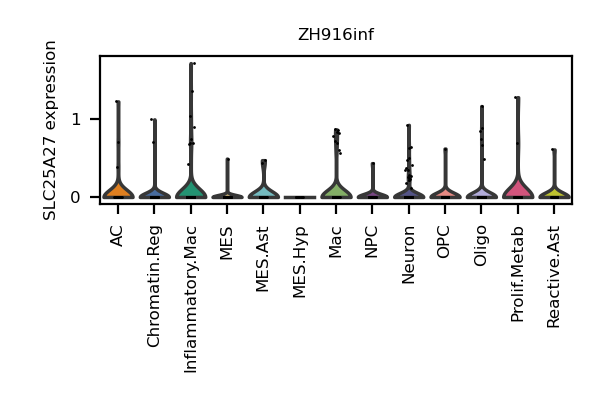 ZH916inf
SLC25A27 expression
1
0
AC
Chromatin.Reg
Inflammatory.Mac
MES
MES.Ast
MES.Hyp
Mac
NPC
Neuron
OPC
Oligo
Prolif.Metab
Reactive.Ast